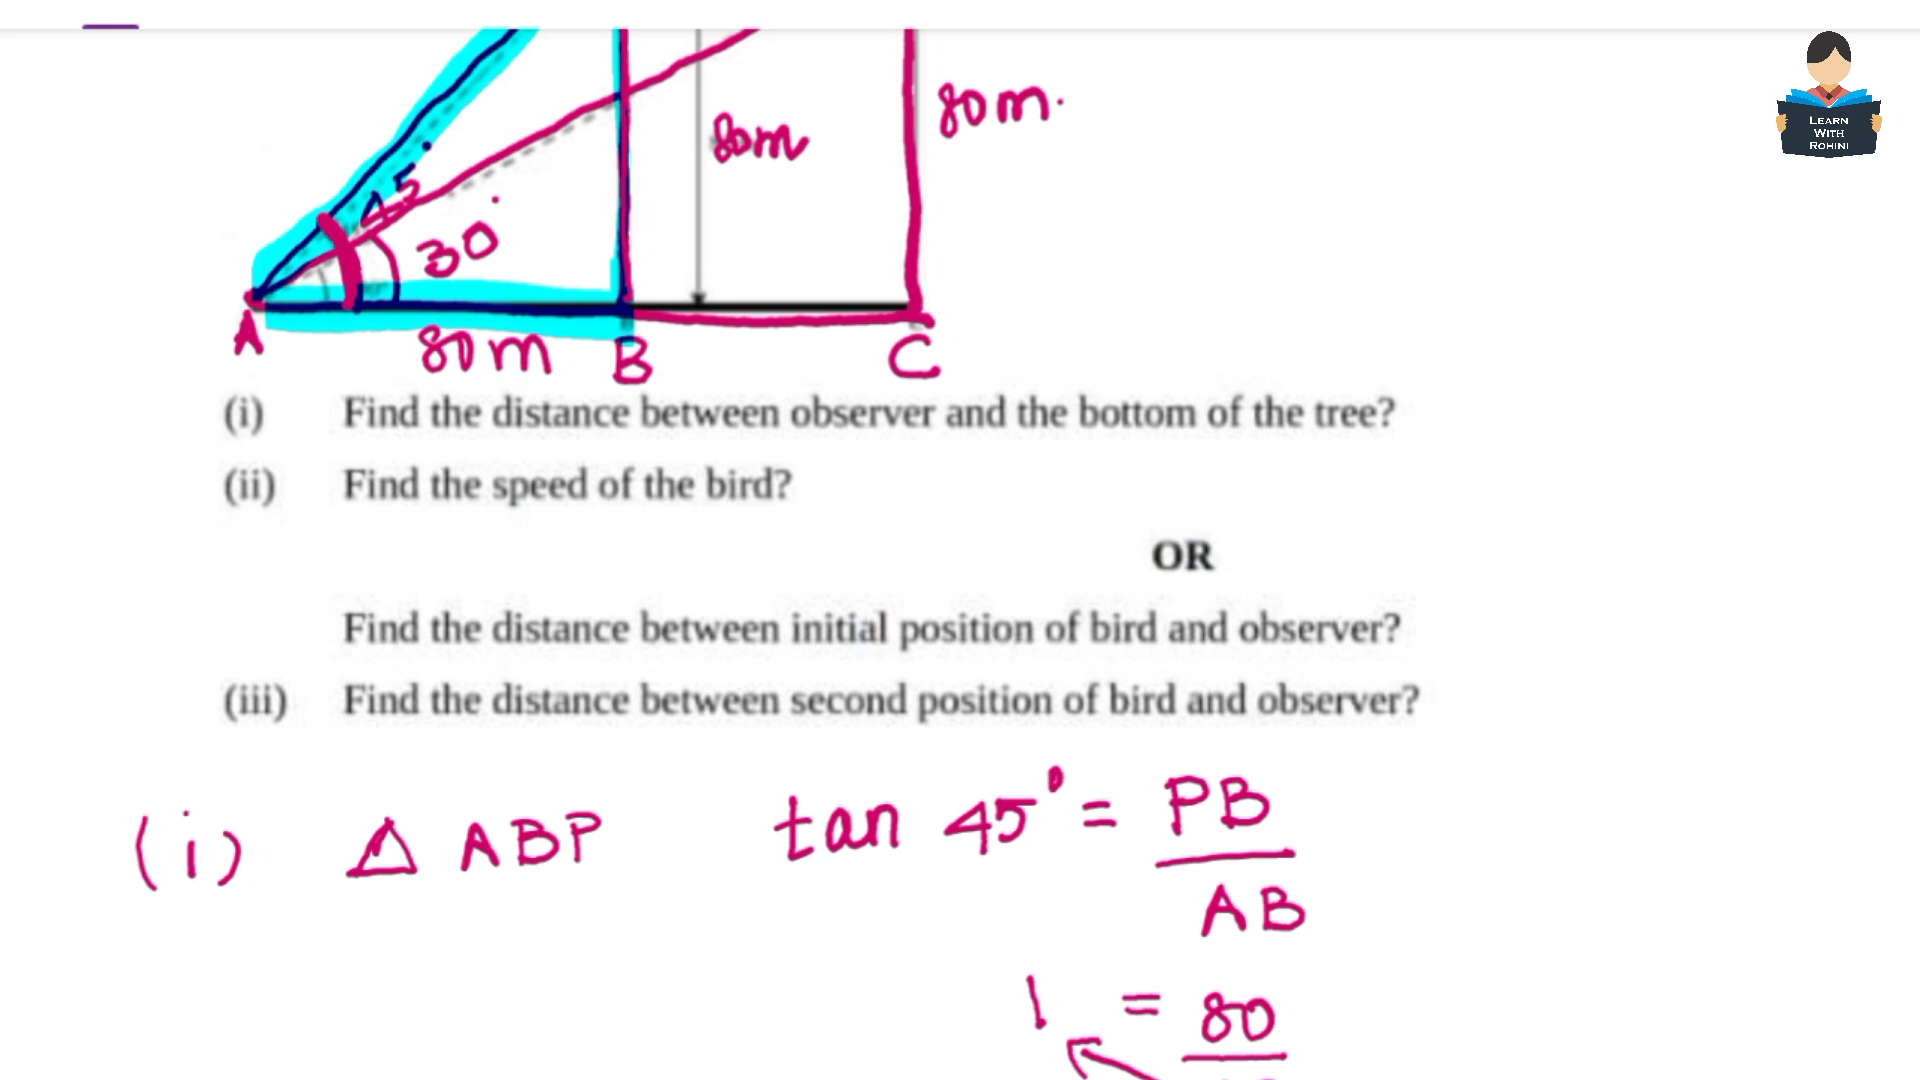 80m.
80m
LEARN
WITH
ROHINI
45°
30°
A
80m
B
C
(i) Find the distance between observer and the bottom of the tree?
(ii) Find the speed of the bird?
OR
Find the distance between initial position of bird and observer?
(iii) Find the distance between second position of bird and observer?
(i) Δ ABP tan 45° = PB
AB
1 = 80